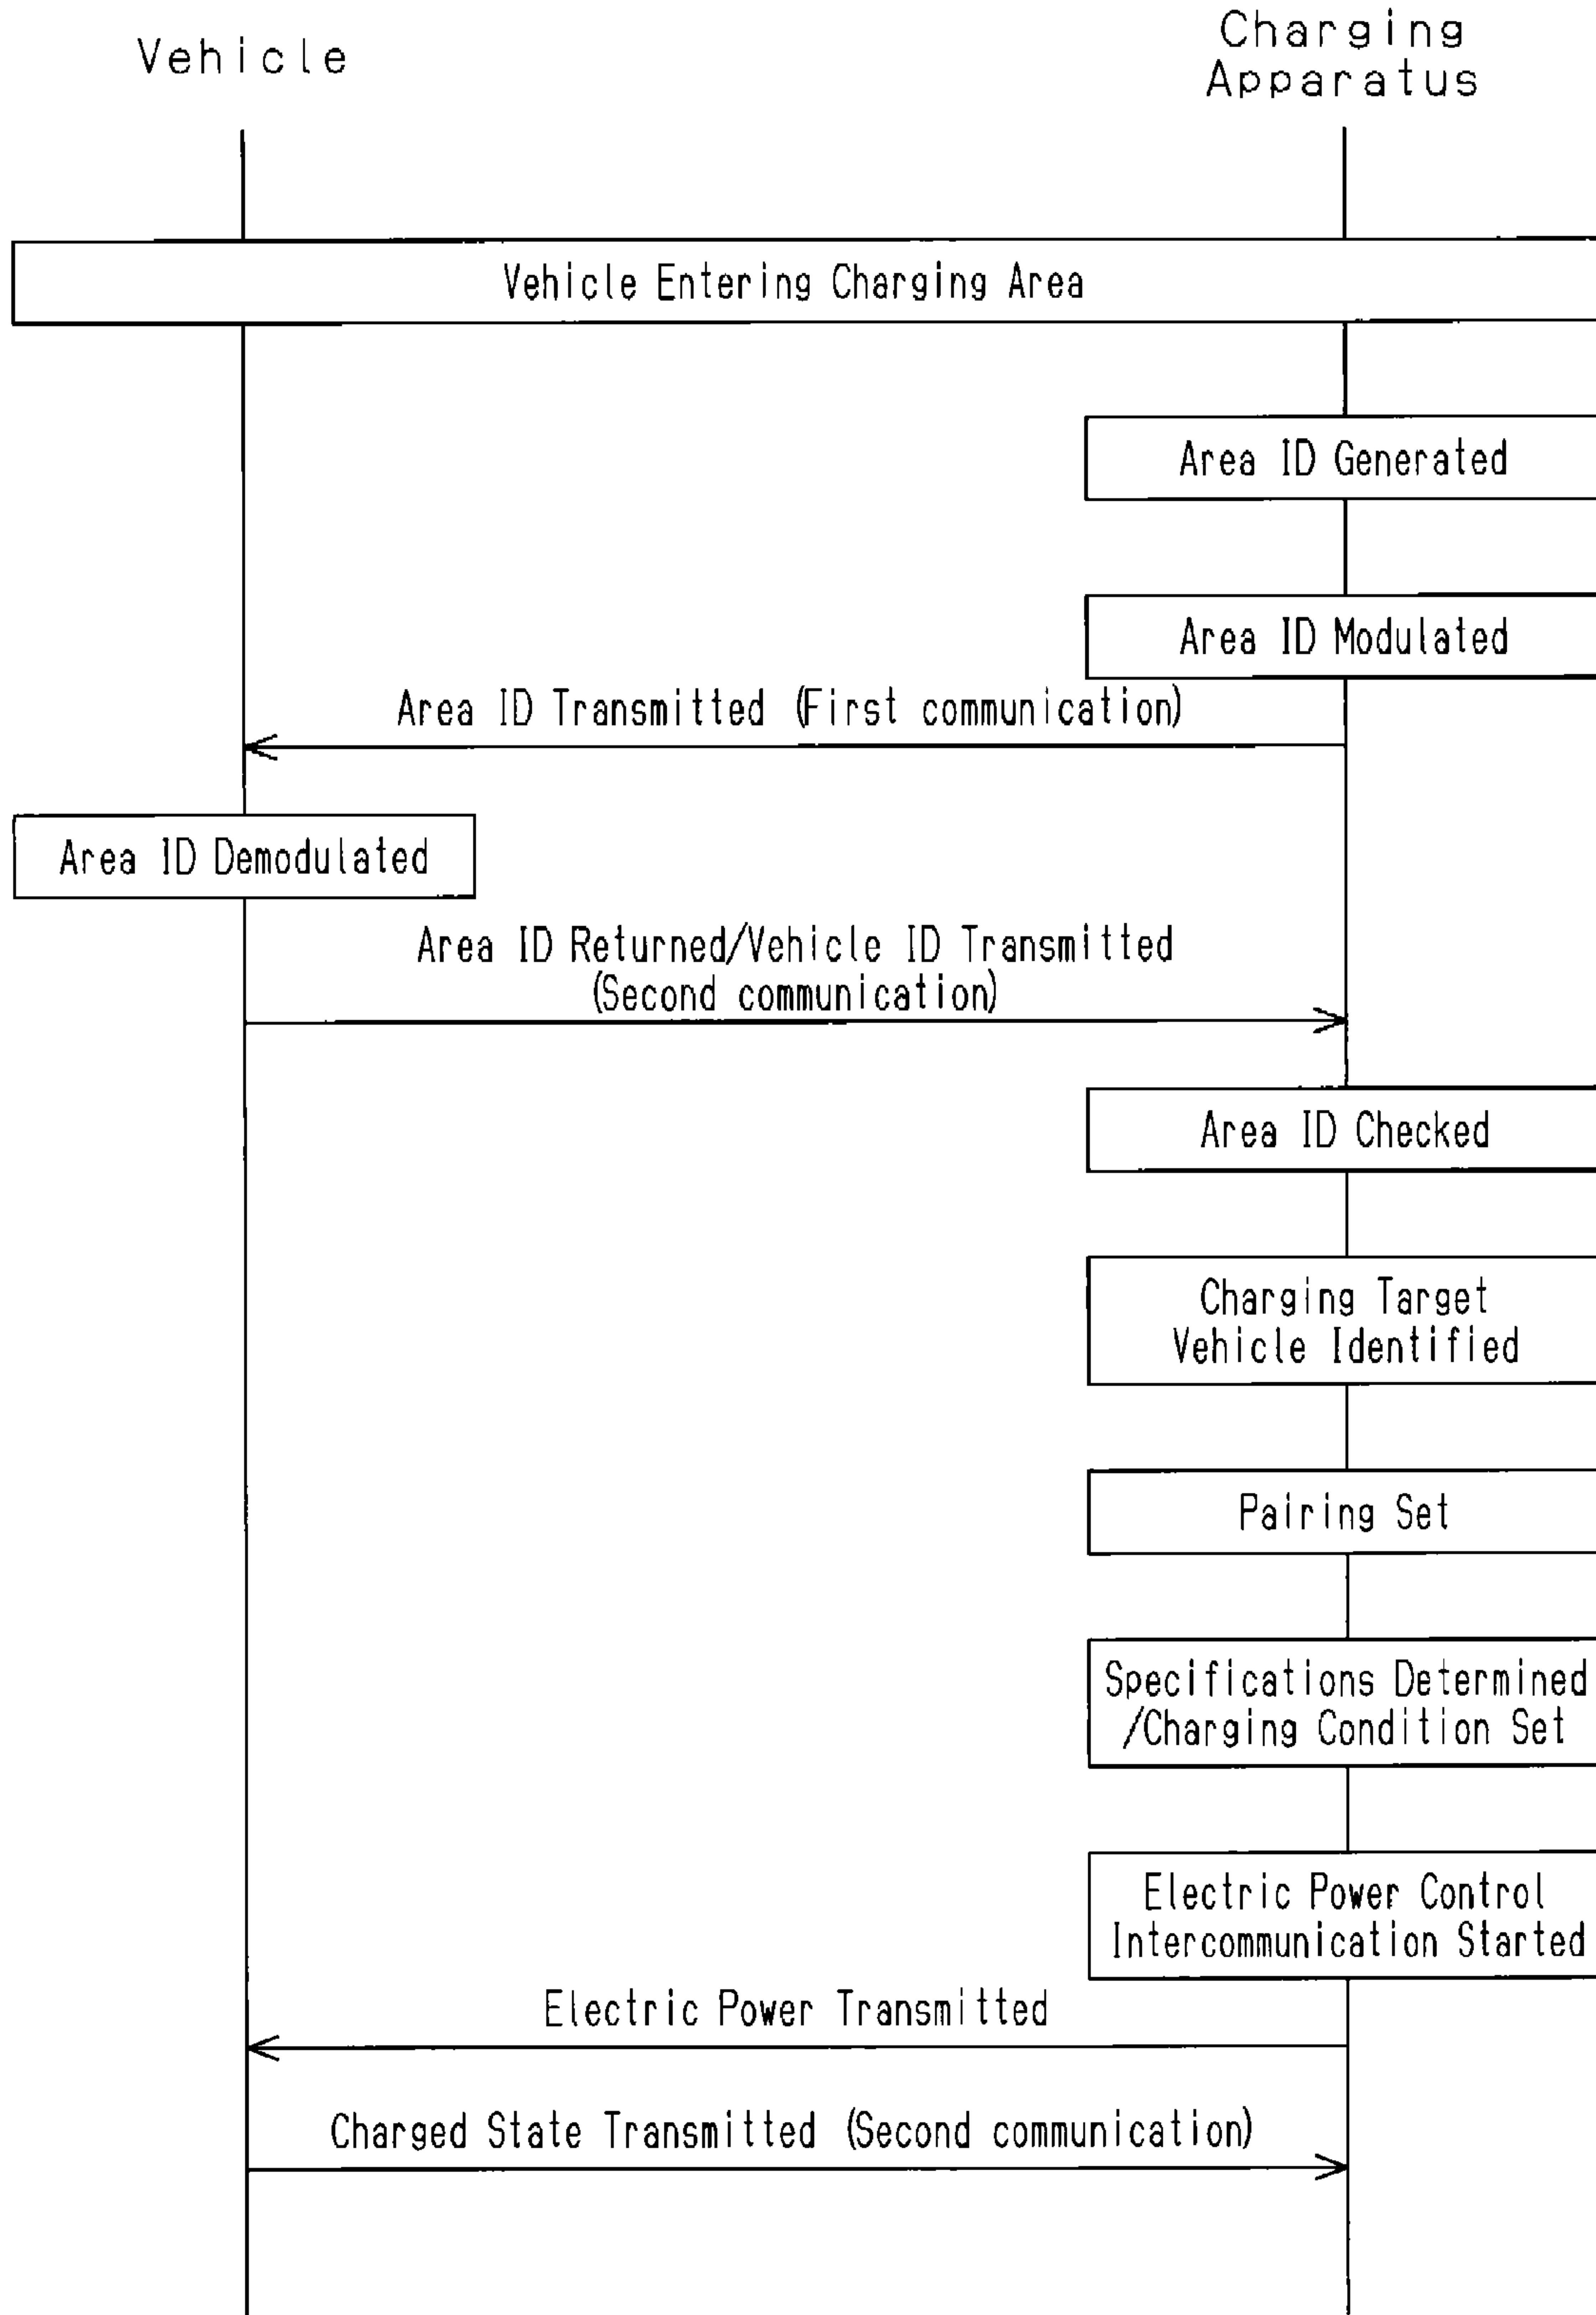 Vehicle
Charging
Apparatus
Vehicle Entering Charging Area
Area ID Generated
Area ID Modulated
Area ID Transmitted (First communication)
Area ID Demodulated
Area ID Returned/Vehicle ID Transmitted
(Second communication)
Area ID Checked
Charging Target
Vehicle Identified
Pairing Set
Specifications Determined
/Charging Condition Set
Electric Power Control
Intercommunication Started
Electric Power Transmitted
Charged State Transmitted (Second communication)